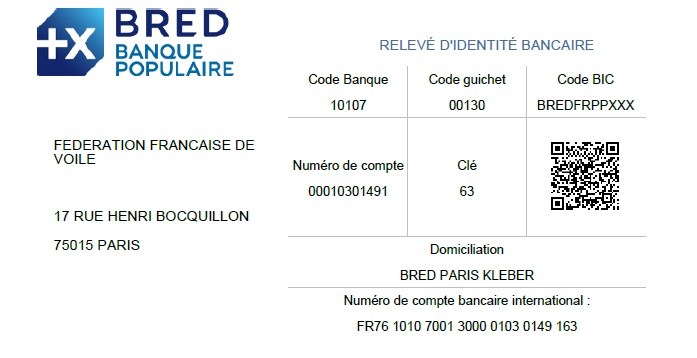 +X BRED
BANQUE
POPULAIRE
RELEVÉ D'IDENTITÉ BANCAIRE
Code Banque Code guichet Code BIC
10107 00130 BREDFRPPXXX
FEDERATION FRANCAISE DE
VOILE
Numéro de compte Clé
00010301491 63
17 RUE HENRI BOCQUILLON
75015 PARIS
Domiciliation
BRED PARIS KLEBER
Numéro de compte bancaire international :
FR76 1010 7001 3000 0103 0149 163